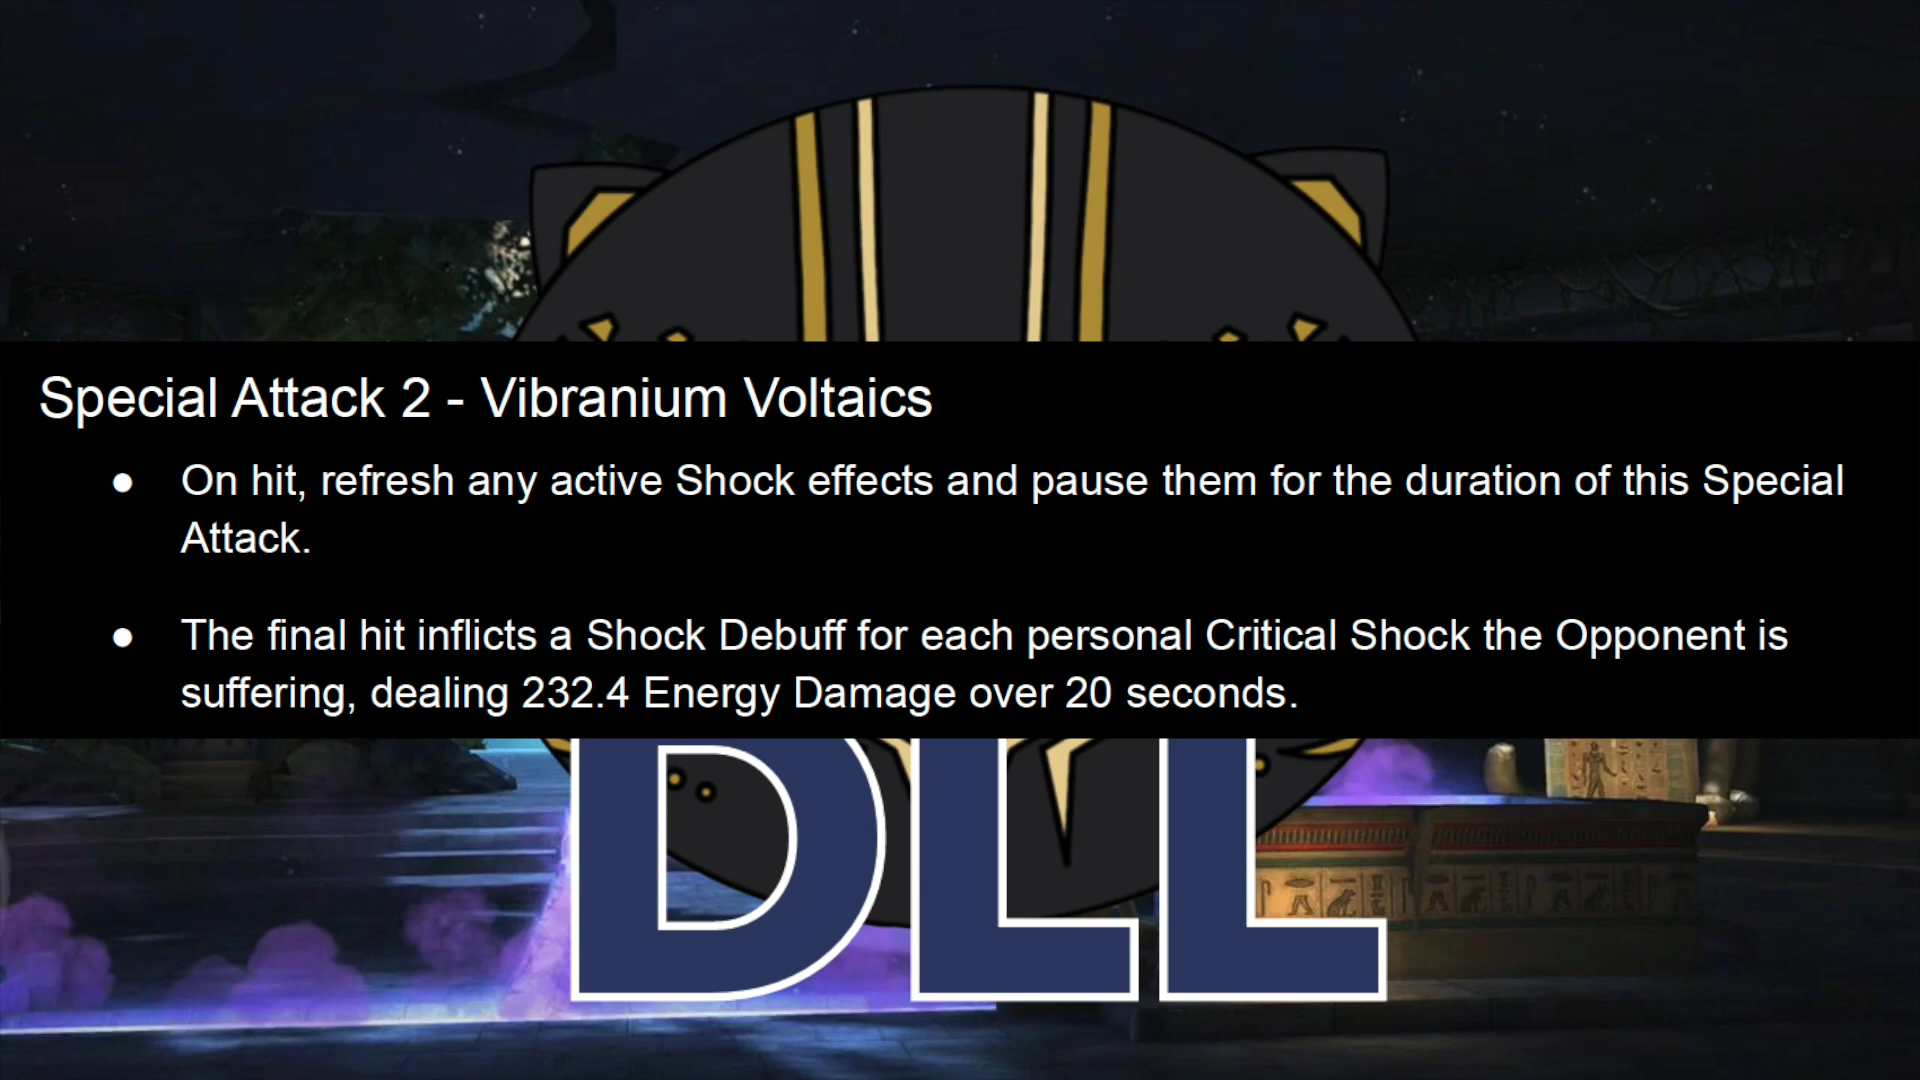 Special Attack 2 - Vibranium Voltaics
● On hit, refresh any active Shock effects and pause them for the duration of this Special
Attack.
● The final hit inflicts a Shock Debuff for each personal Critical Shock the Opponent is
suffering, dealing 232.4 Energy Damage over 20 seconds.
DLL